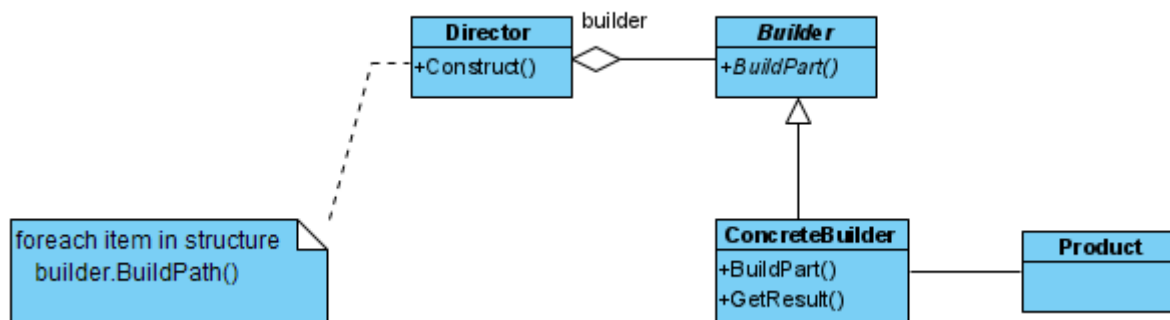 builder
Director
+Construct()
Builder
+BuildPart()
foreach item in structure
builder.BuildPath()
ConcreteBuilder
+BuildPart()
+GetResult()
Product